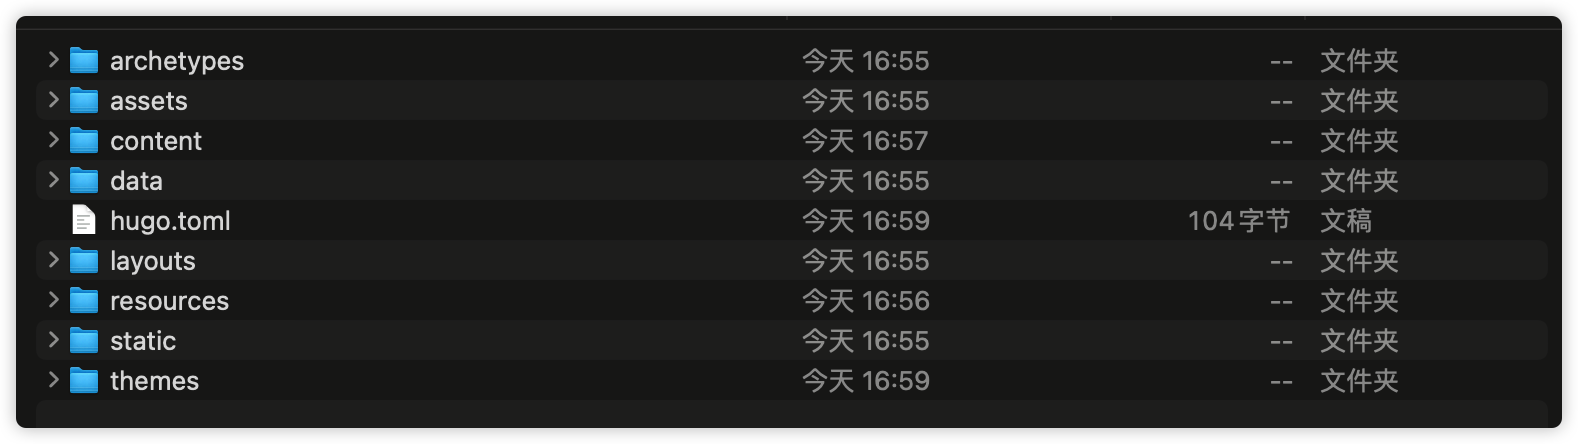 archetypes 今天 16:55 -- 文件夹
assets 今天 16:55 -- 文件夹
content 今天 16:57 -- 文件夹
data 今天 16:55 -- 文件夹
hugo.toml 今天 16:59 104 字节 文稿
layouts 今天 16:55 -- 文件夹
resources 今天 16:56 -- 文件夹
static 今天 16:55 -- 文件夹
themes 今天 16:59 -- 文件夹